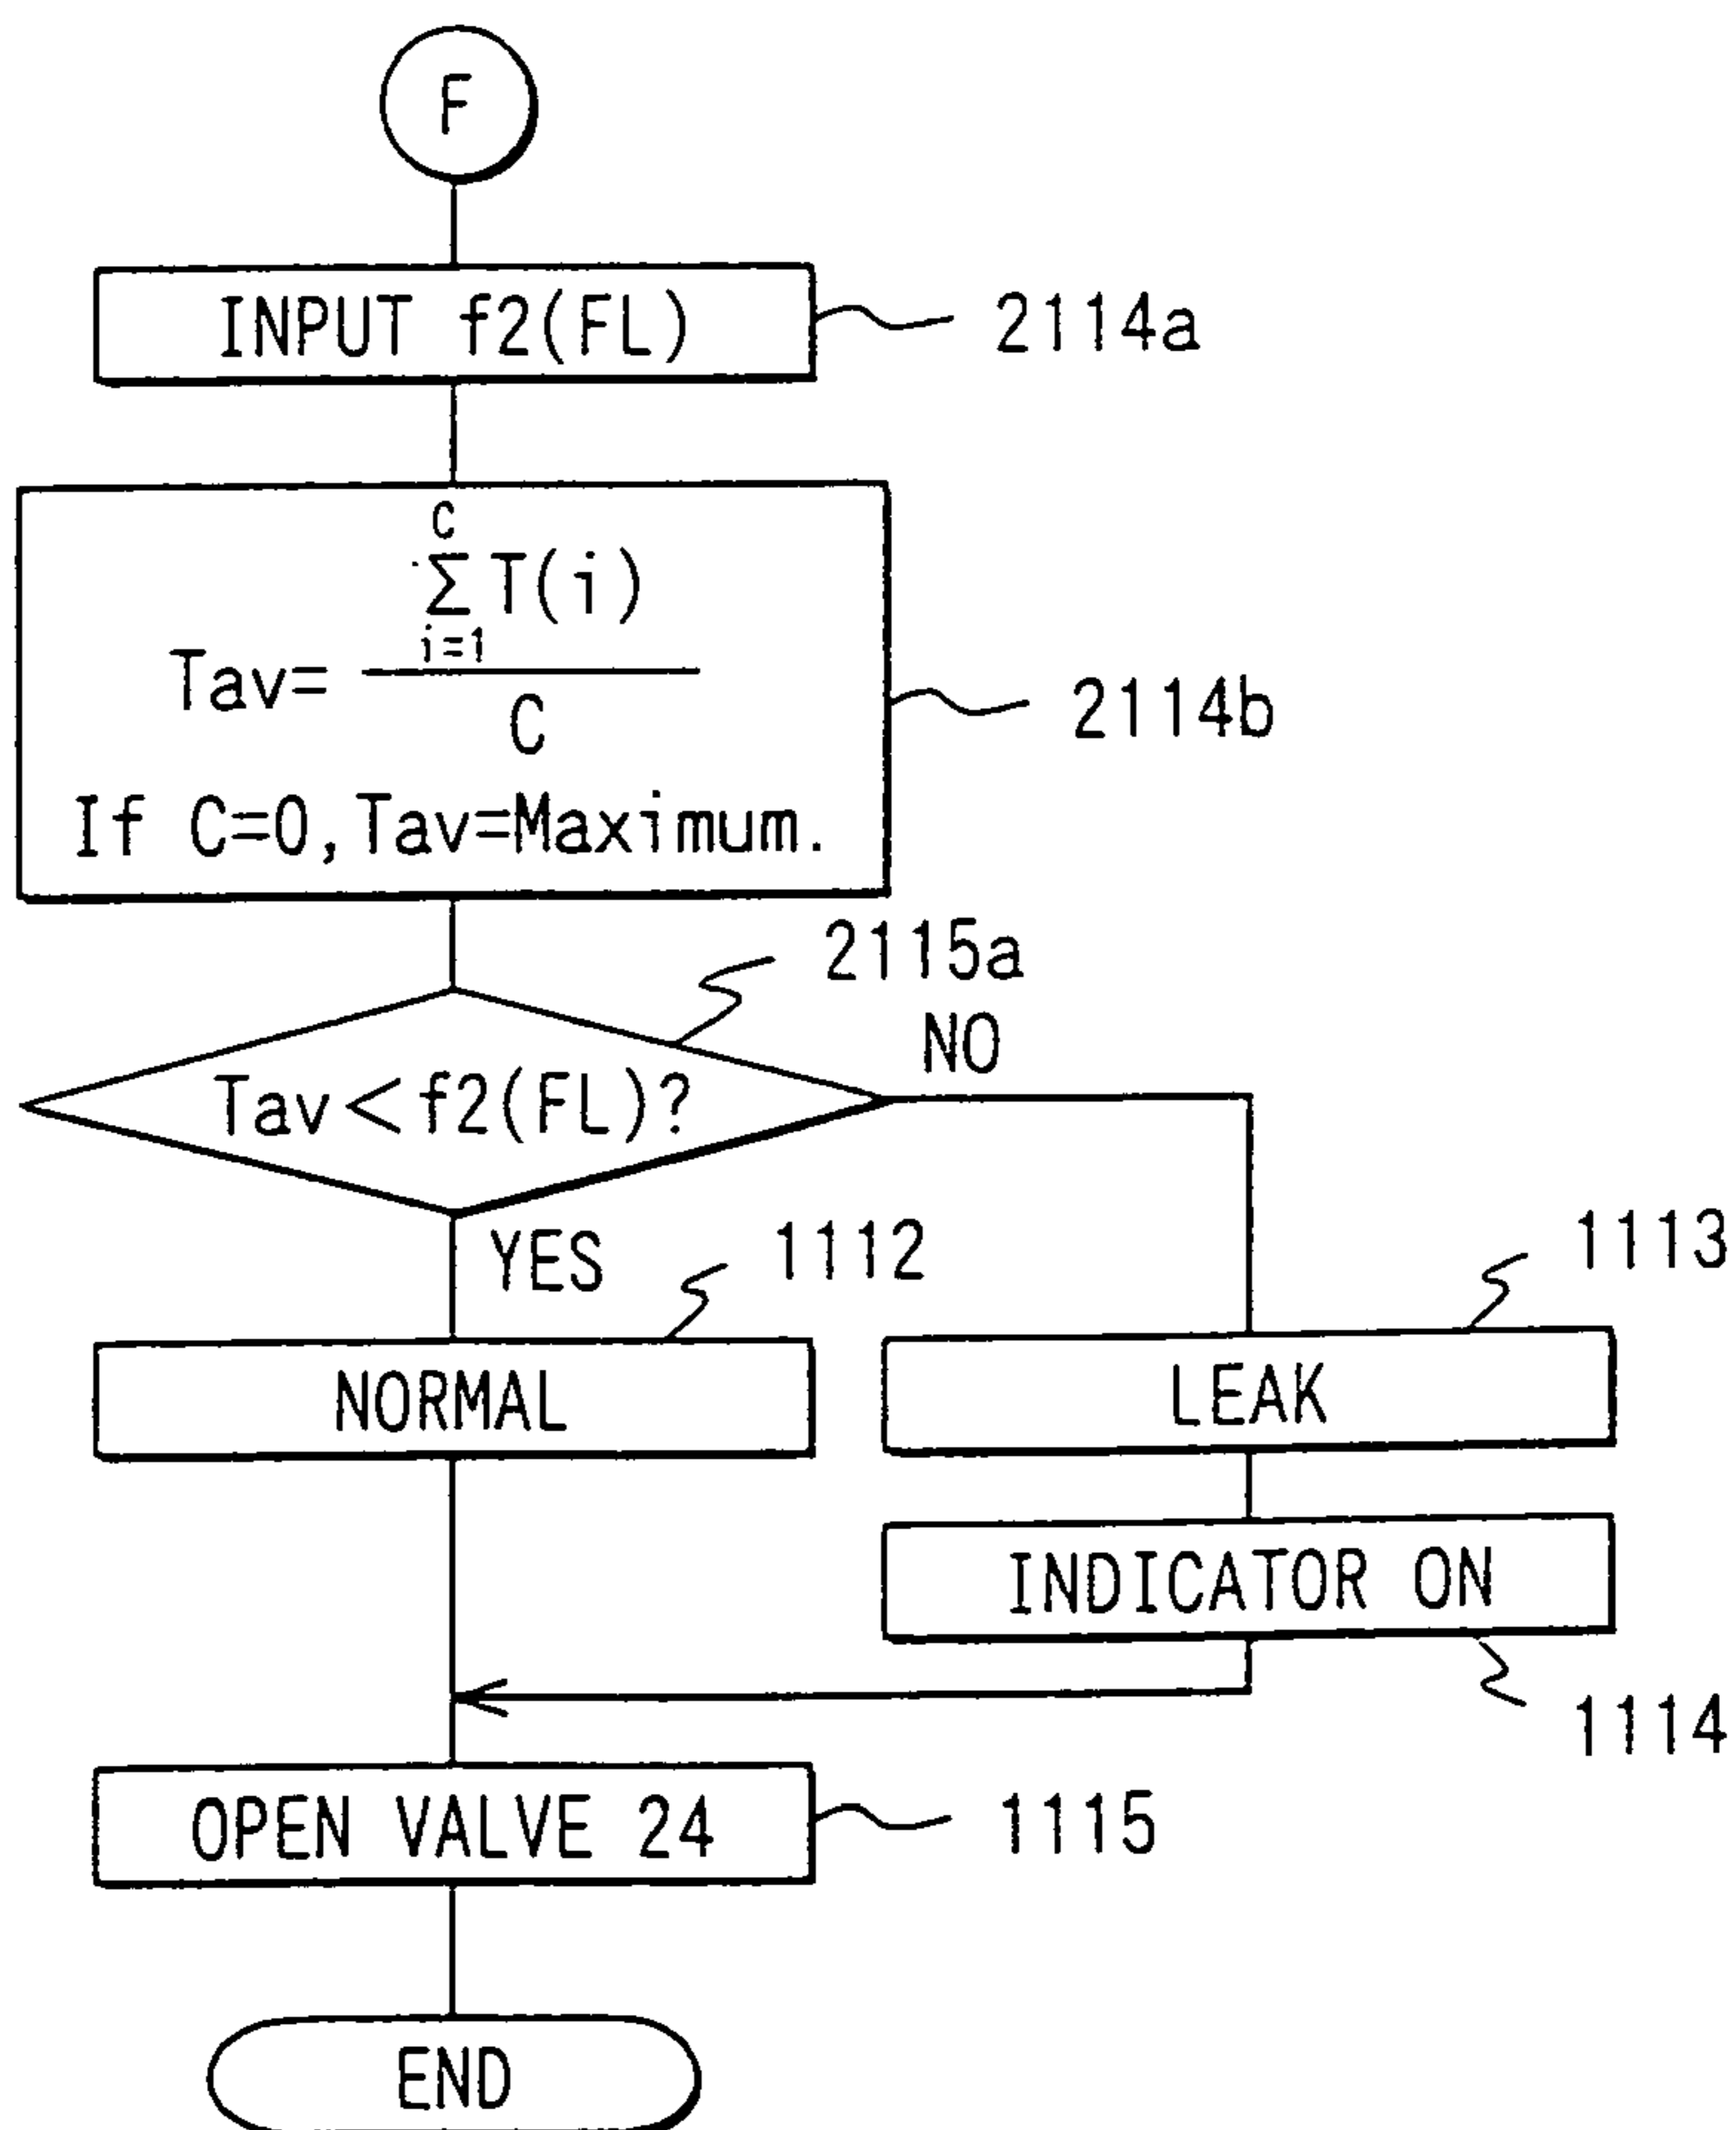 F
INPUT f2(FL)
2114a
C
Σ T(i)
i=1
Tav=
C
2114b
If C=0,Tav=Maximum.
2115a
NO
Tav<f2(FL)?
YES
1112
1113
NORMAL
LEAK
INDICATOR ON
1114
OPEN VALVE 24
1115
END